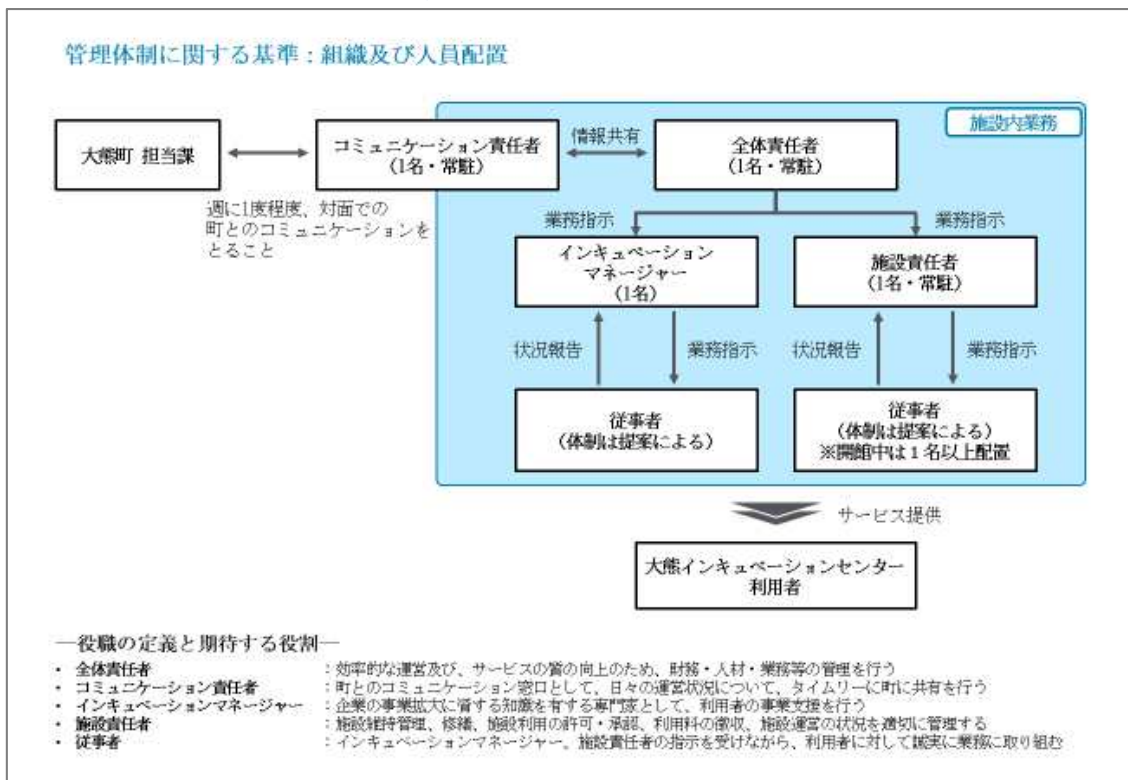 管理体制に関する基準：組織及び人員配置
施設内業務
大熊町 担当課
コミュニケーション責任者
（1名・常駐）
情報共有
全体責任者
（1名・常駐）
週に1度程度、対面での
町とのコミュニケーションを
とること
業務指示
業務指示
インキュベーション
マネージャー
（1名）
施設責任者
（1名・常駐）
状況報告
業務指示
状況報告
業務指示
従事者
（体制は提案による）
従事者
（体制は提案による）
※開館中は１名以上配置
サービス提供
大熊インキュベーションセンター
利用者
―役職の定義と期待する役割―
・ 全体責任者 ：効率的な運営及び、サービスの質の向上のため、財務・人材・業務等の管理を行う
・ コミュニケーション責任者 ：町とのコミュニケーション窓口として、日々の運営状況について、タイムリーに町に共有を行う
・ インキュベーションマネージャー ：企業の事業拡大に資する知識を有する専門家として、利用者の事業支援を行う
・ 施設責任者 ：施設維持管理、修繕、施設利用の許可・承認、利用料の徴収、施設運営の状況を適切に管理する
・ 従事者 ：インキュベーションマネージャー、施設責任者の指示を受けながら、利用者に対して誠実に業務に取り組む